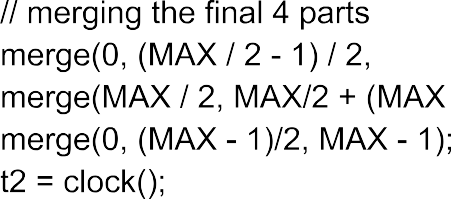 // merging the final 4 parts
merge(0, (MAX / 2 - 1) / 2,
merge(MAX / 2, MAX/2 + (MAX
merge(0, (MAX - 1)/2, MAX - 1);
t2 = clock();